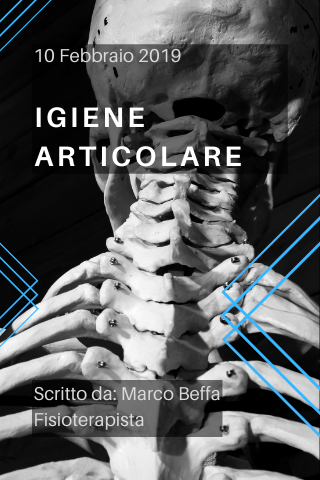 10 Febbraio 2019
IGIENE
ARTICOLARE
Scritto da: Marco Beffa
Fisioterapista